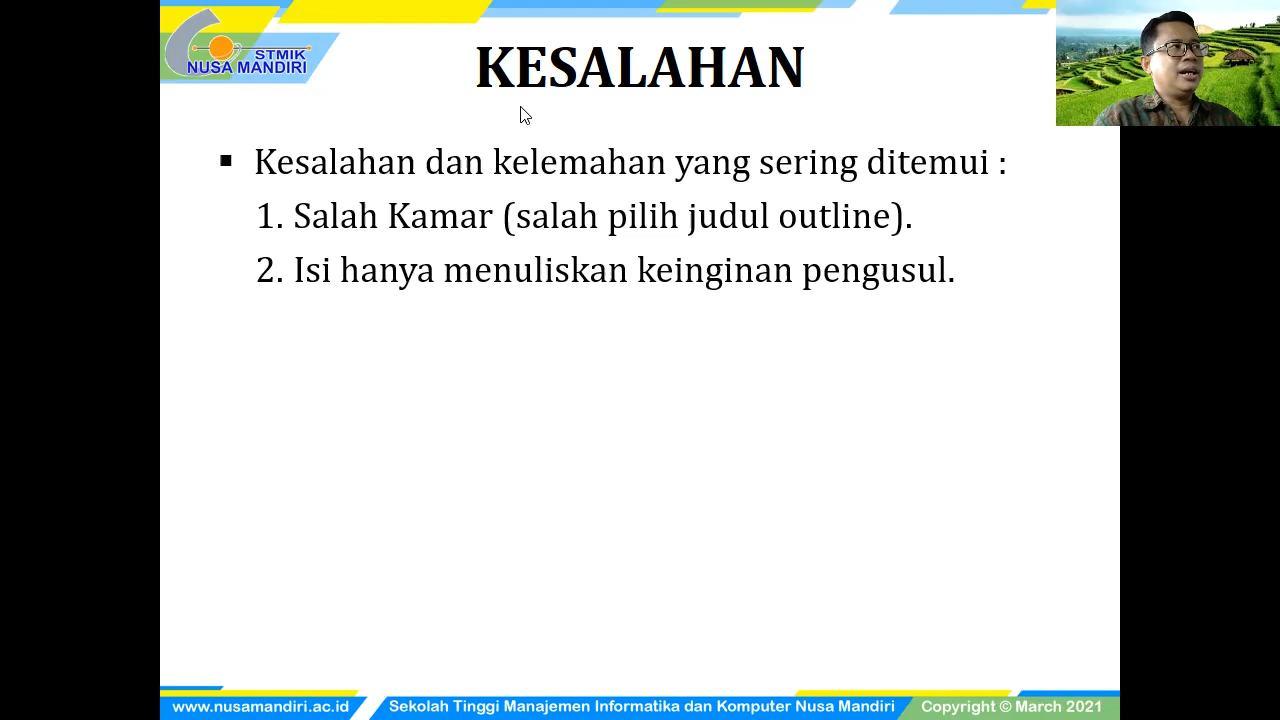 STMIK
NUSA MANDIRI
KESALAHAN
▪ Kesalahan dan kelemahan yang sering ditemui :
1. Salah Kamar (salah pilih judul outline).
2. Isi hanya menuliskan keinginan pengusul.
www.nusamandiri.ac.id
Sekolah Tinggi Manajemen Informatika dan Komputer Nusa Mandiri
Copyright © March 2021